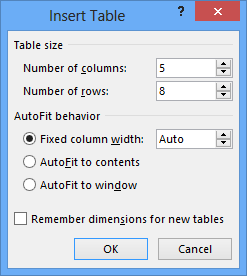 Insert Table
Table size
Number of columns: 5
Number of rows: 8
AutoFit behavior
Fixed column width: Auto
AutoFit to contents
AutoFit to window
Remember dimensions for new tables
OK Cancel